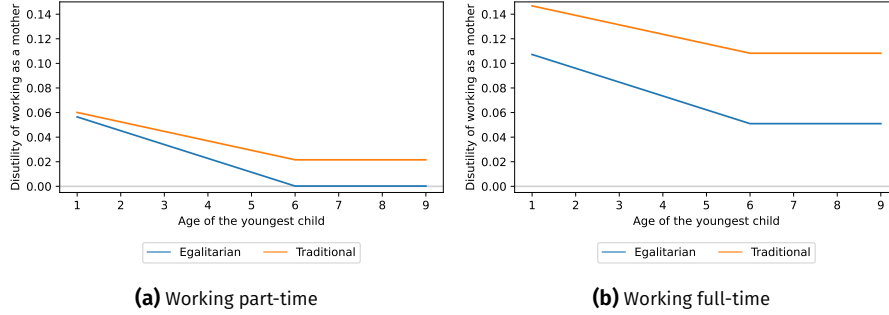 Disutility of working as a mother
0.14
0.12
0.10
0.08
0.06
0.04
0.02
0.00
1 2 3 4 5 6 7 8 9
Age of the youngest child
Egalitarian Traditional
(a) Working part-time
Disutility of working as a mother
0.14
0.12
0.10
0.08
0.06
0.04
0.02
0.00
1 2 3 4 5 6 7 8 9
Age of the youngest child
Egalitarian Traditional
(b) Working full-time